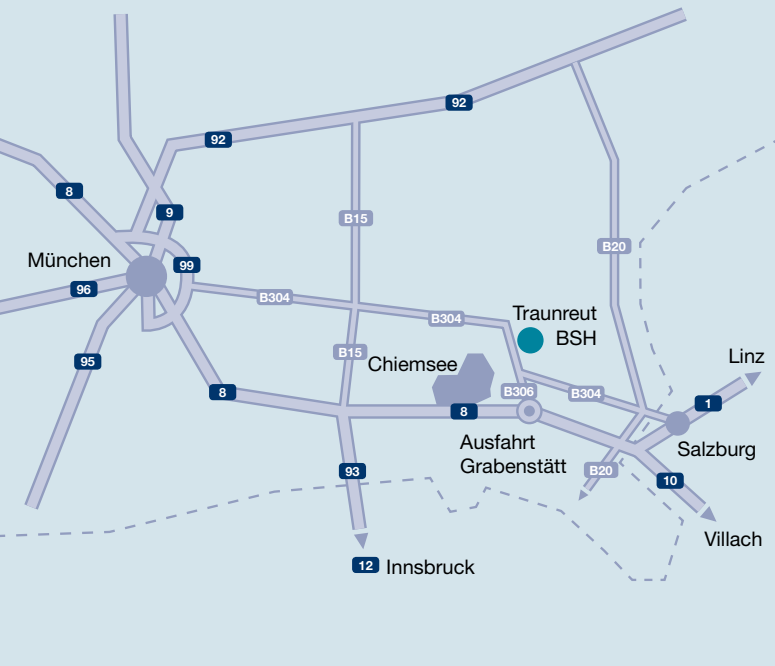 92
92
8
9
B15
B20
München
99
96
B304
Traunreut
BSH
B304
B15
Chiemsee
Linz
95
8
B306
B304
8
1
Ausfahrt
Grabenstätt
Salzburg
93
B20
10
Villach
12 Innsbruck